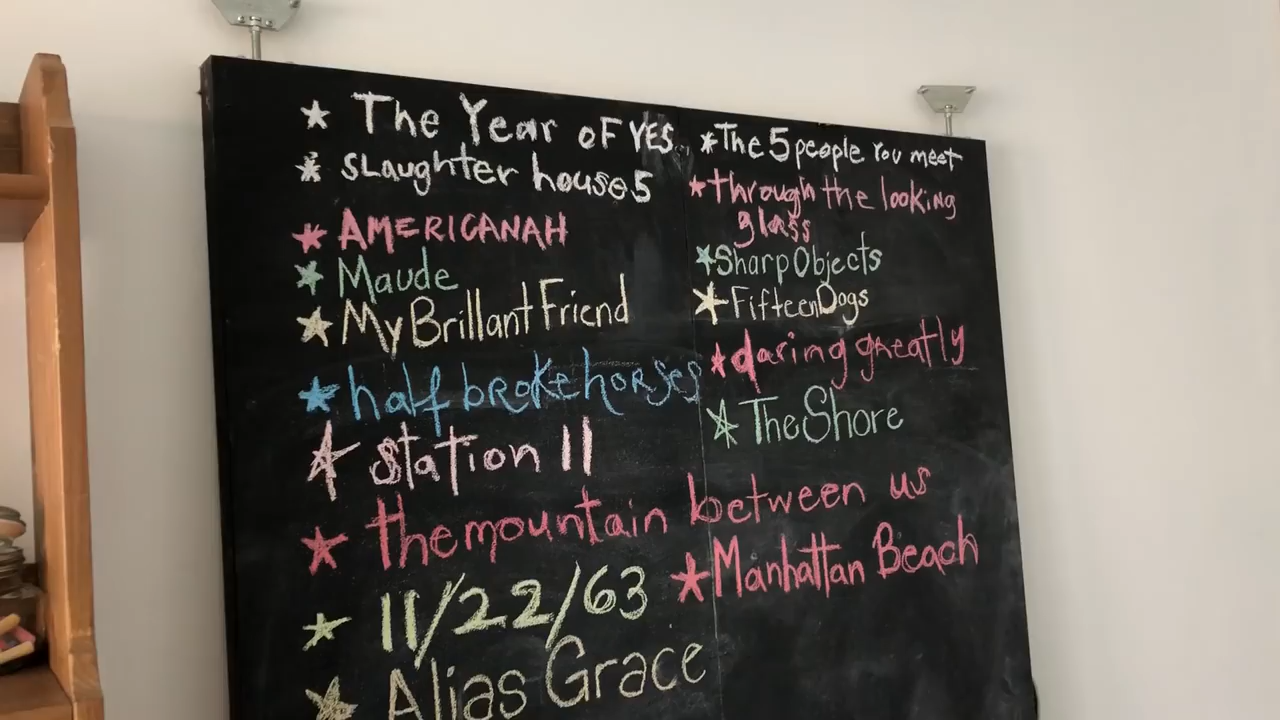 ★ The Year of YES
★ slaughter house 5
★ AMERICANAH
★ Maude
★ My Brillant Friend
★ half broke horses
★ Station 11
★ the mountain between us
★ 11/22/63
★ Alias Grace
★ The 5 people You meet
★ through the looking
glass
★ Sharp Objects
★ Fifteen Dogs
★ daring greatly
★ The Shore
★ Manhattan Beach